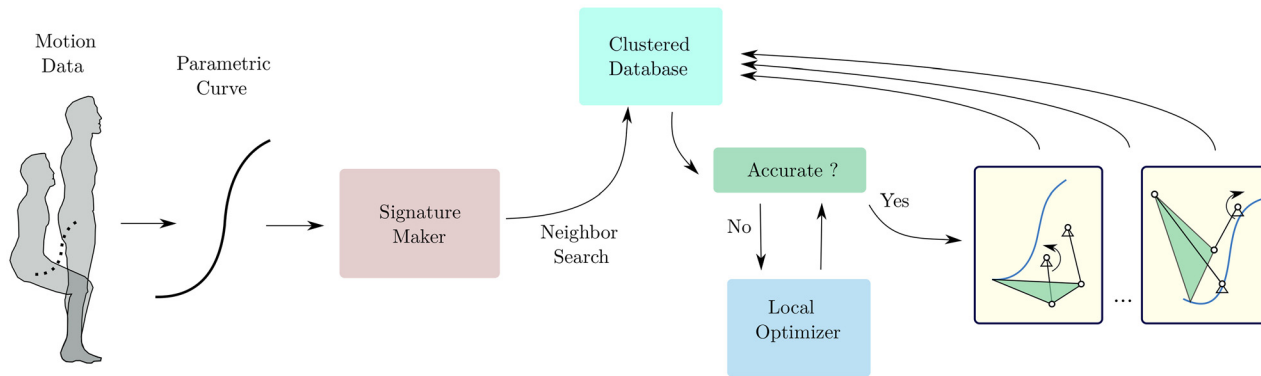 Motion
Data
Parametric
Curve
Signature
Maker
Neighbor
Search
Clustered
Database
Accurate ?
No
Yes
Local
Optimizer
...